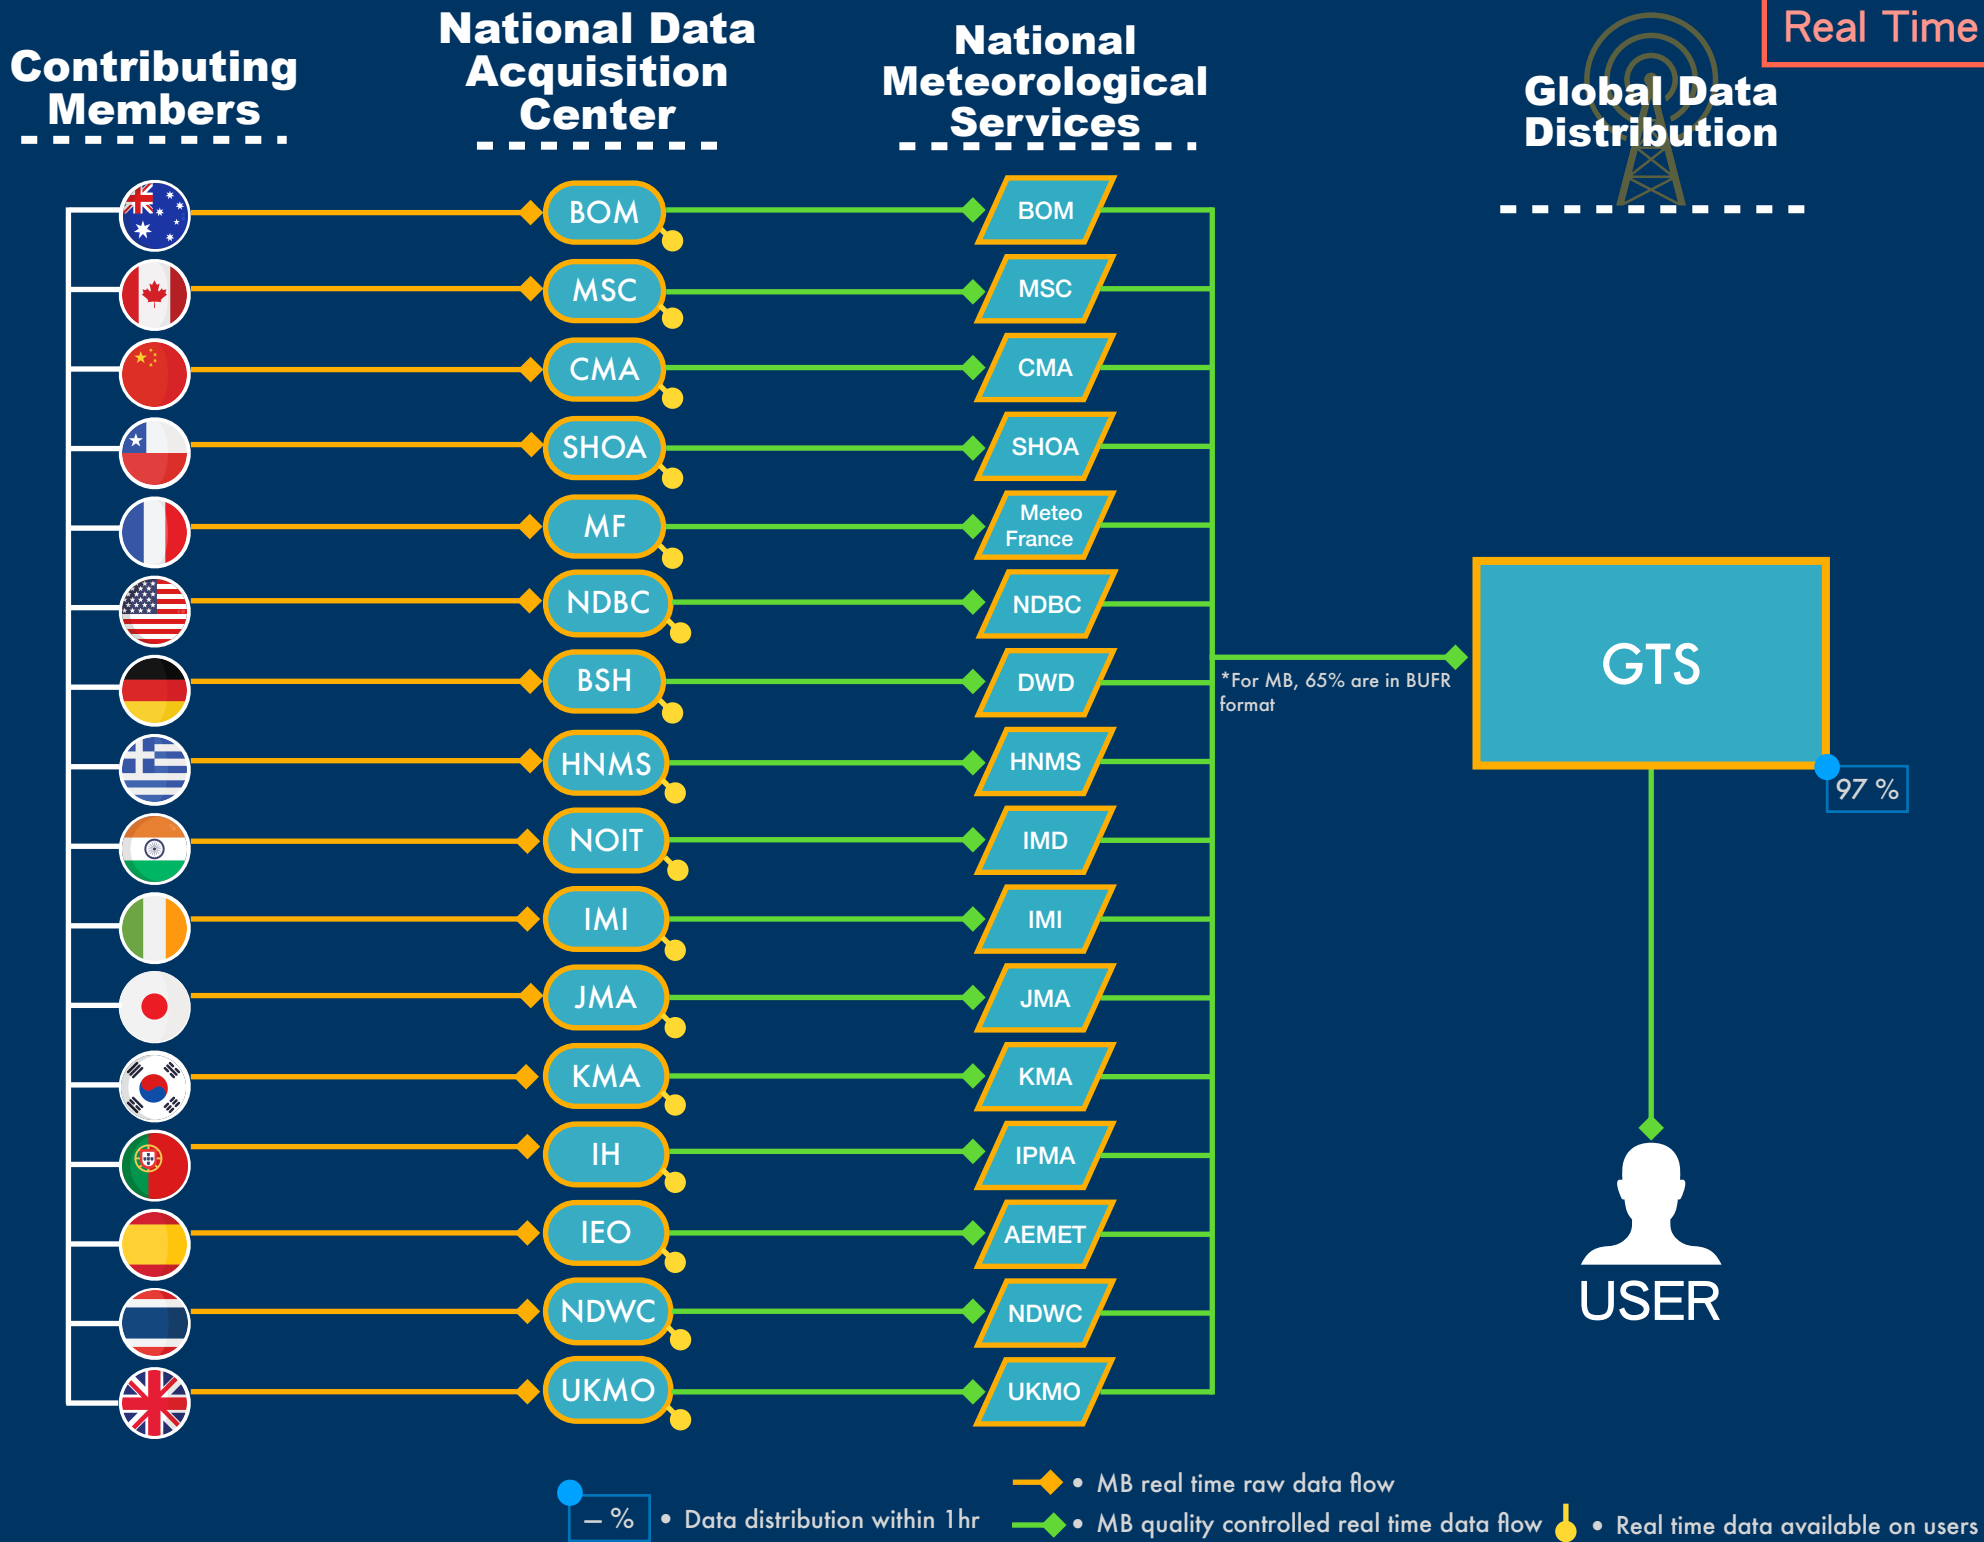 Real Time
Contributing
Members
National Data
Acquisition
Center
National
Meteorological
Services
Global Data
Distribution
BOM
BOM
MSC
MSC
CMA
CMA
SHOA
SHOA
MF
Meteo
France
NDBC
NDBC
BSH
DWD
HNMS
HNMS
NOIT
IMD
IMI
IMI
JMA
JMA
KMA
KMA
IH
IPMA
IEO
AEMET
NDWC
NDWC
UKMO
UKMO
*For MB, 65% are in BUFR
format
GTS
97 %
USER
– %
• Data distribution within 1hr
• MB real time raw data flow
• MB quality controlled real time data flow
• Real time data available on users